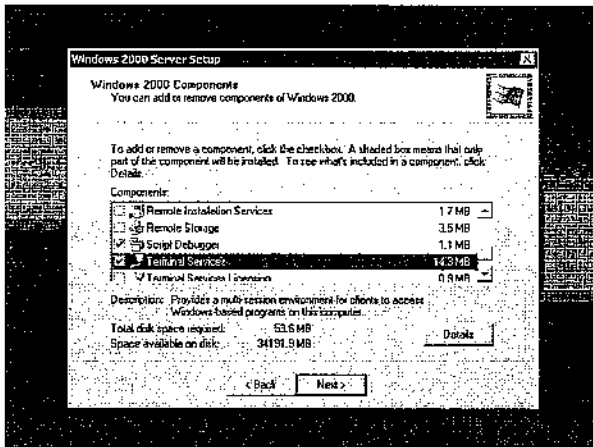 Windows 2000 Server Setup
Windows 2000 Components
You can add or remove components of Windows 2000.
To add or remove a component, click the checkbox. A shaded box means that only
part of the component will be installed. To see what's included in a component, click
Details.
Components:
Remote Installation Services 1.7 MB
Remote Storage 3.5 MB
Script Debugger 1.1 MB
Terminal Services 14.3 MB
Terminal Services Licensing 0.9 MB
Description: Provides a multi-session environment for clients to access
Windows-based programs on this computer.
Total disk space required: 53.6 MB
Space available on disk: 34191.9 MB
Details
< Back Next >